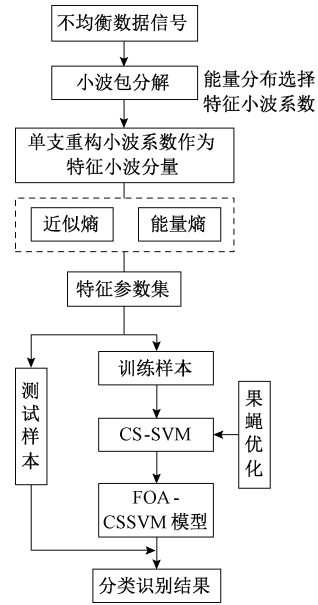 不均衡数据信号
小波包分解
能量分布选择
特征小波系数
单支重构小波系数作为
特征小波分量
近似熵
能量熵
特征参数集
训练样本
测试样本
CS-SVM
果蝇优化
FOA-
CSSVM 模型
分类识别结果